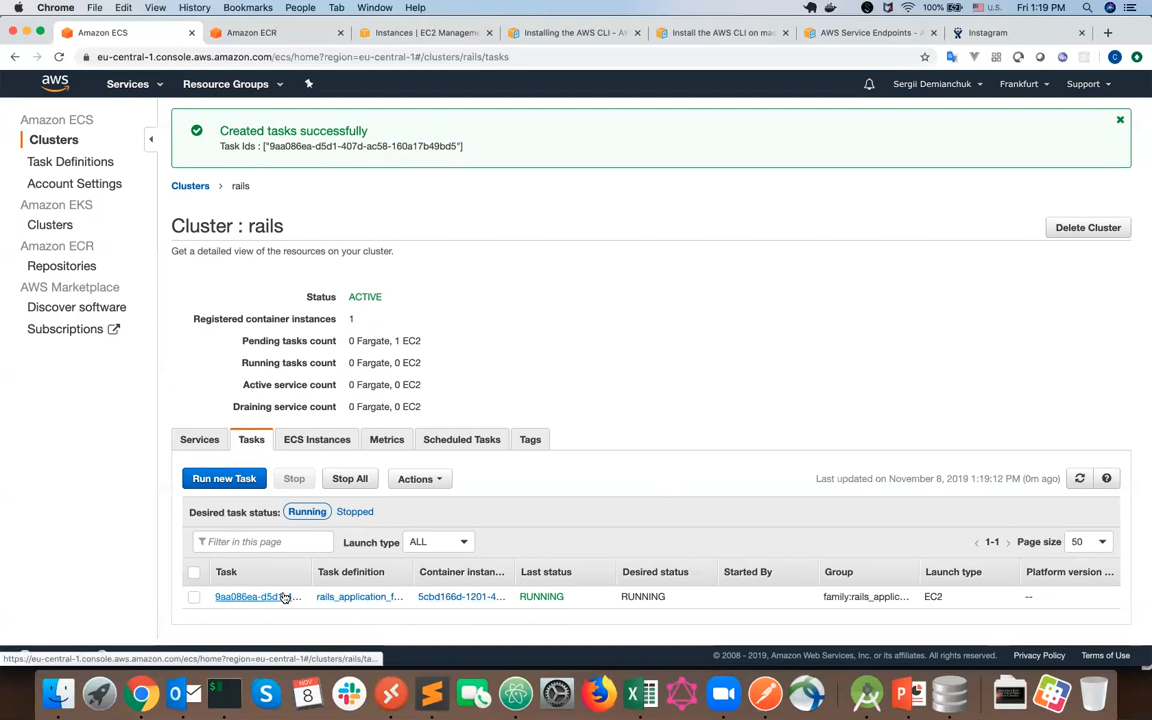 Chrome File Edit View History Bookmarks People Tab Window Help
100% U.S. Fri 1:19 PM
Amazon ECS
Amazon ECR
Instances | EC2 Managem
Installing the AWS CLI - AW
Install the AWS CLI on mac
AWS Service Endpoints - A
Instagram
eu-central-1.console.aws.amazon.com/ecs/home?region=eu-central-1#/clusters/rails/tasks
aws
Services
Resource Groups
Sergii Demianchuk
Frankfurt
Support
Amazon ECS
Clusters
Task Definitions
Account Settings
Amazon EKS
Clusters
Amazon ECR
Repositories
AWS Marketplace
Discover software
Subscriptions
Created tasks successfully
Task Ids : ["9aa086ea-d5d1-407d-ac58-160a17b49bd5"]
Clusters > rails
Cluster : rails
Delete Cluster
Get a detailed view of the resources on your cluster.
Status ACTIVE
Registered container instances 1
Pending tasks count 0 Fargate, 1 EC2
Running tasks count 0 Fargate, 0 EC2
Active service count 0 Fargate, 0 EC2
Draining service count 0 Fargate, 0 EC2
Services Tasks ECS Instances Metrics Scheduled Tasks Tags
Run new Task Stop Stop All Actions
Last updated on November 8, 2019 1:19:12 PM (0m ago)
Desired task status: Running Stopped
Filter in this page
Launch type ALL
1-1 Page size 50
Task Task definition Container instan... Last status Desired status Started By Group Launch type Platform version ...
9aa086ea-d5d1-... rails_application_f... 5cbd166d-1201-4... RUNNING RUNNING family:rails_applic... EC2 --
https://eu-central-1.console.aws.amazon.com/ecs/home?region=eu-central-1#/clusters/rails/ta...
© 2008 - 2019, Amazon Web Services, Inc. or its affiliates. All rights reserved.
Privacy Policy
Terms of Use
NOV
8